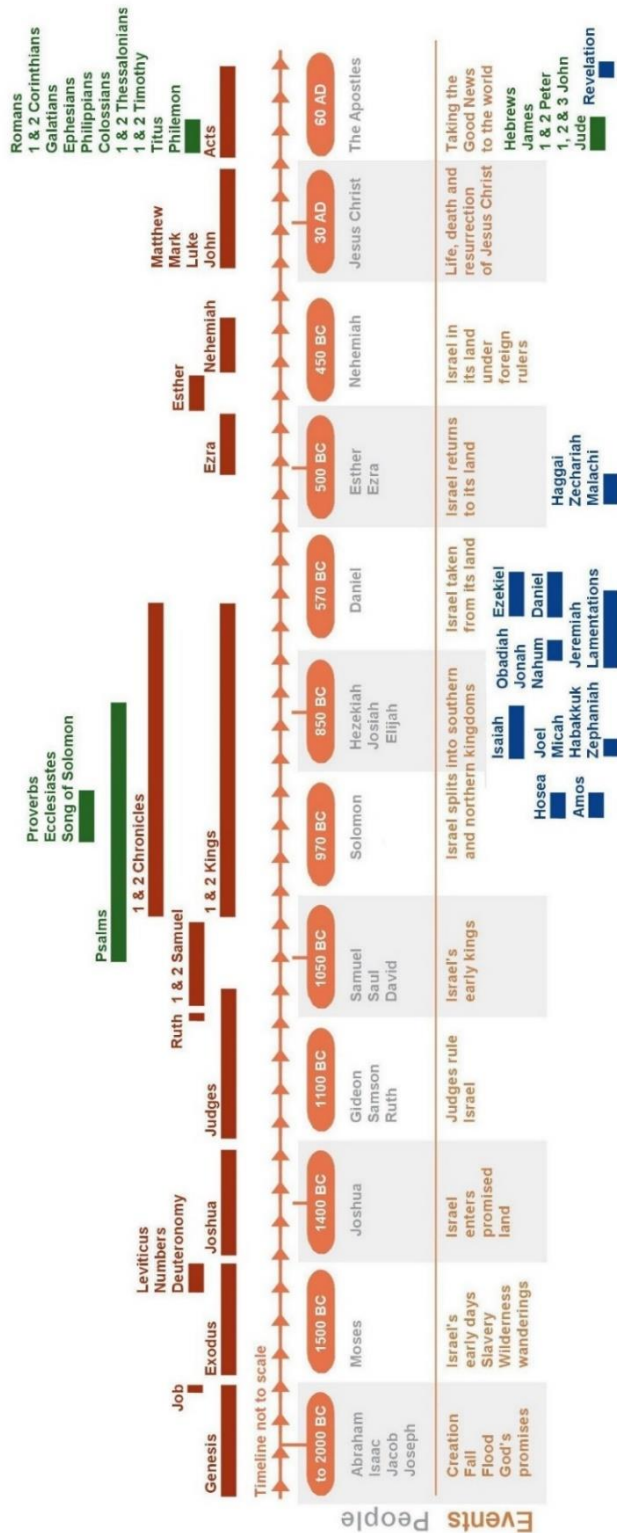 Romans
1 & 2 Corinthians
Galatians
Ephesians
Philippians
Colossians
1 & 2 Thessalonians
1 & 2 Timothy
Titus
Philemon
Proverbs
Ecclesiastes
Song of Solomon
Psalms
Matthew
Mark
Luke
John
1 & 2 Chronicles
Leviticus
Numbers
Deuteronomy
Job
Ruth
1 & 2 Samuel
Esther
Genesis
Exodus
Joshua
Judges
1 & 2 Kings
Ezra
Nehemiah
Acts
Timeline not to scale
to 2000 BC
1500 BC
1400 BC
1100 BC
1050 BC
970 BC
850 BC
570 BC
500 BC
450 BC
30 AD
60 AD
People
Abraham
Isaac
Jacob
Joseph
Moses
Joshua
Gideon
Samson
Ruth
Samuel
Saul
David
Solomon
Hezekiah
Josiah
Elijah
Daniel
Esther
Ezra
Nehemiah
Jesus Christ
The Apostles
Events
Creation
Fall
Flood
God's
promises
Israel's
early days
Slavery
Wilderness
wanderings
Israel
enters
promised
land
Judges rule
Israel
Israel's
early kings
Israel splits into southern
and northern kingdoms
Israel taken
from its land
Israel returns
to its land
Israel in
its land
under
foreign
rulers
Life, death and
resurrection
of Jesus Christ
Taking the
Good News
to the world
Hosea
Amos
Isaiah
Joel
Micah
Habakkuk
Zephaniah
Obadiah
Jonah
Nahum
Jeremiah
Lamentations
Ezekiel
Daniel
Haggai
Zechariah
Malachi
Hebrews
James
1 & 2 Peter
1, 2 & 3 John
Jude
Revelation